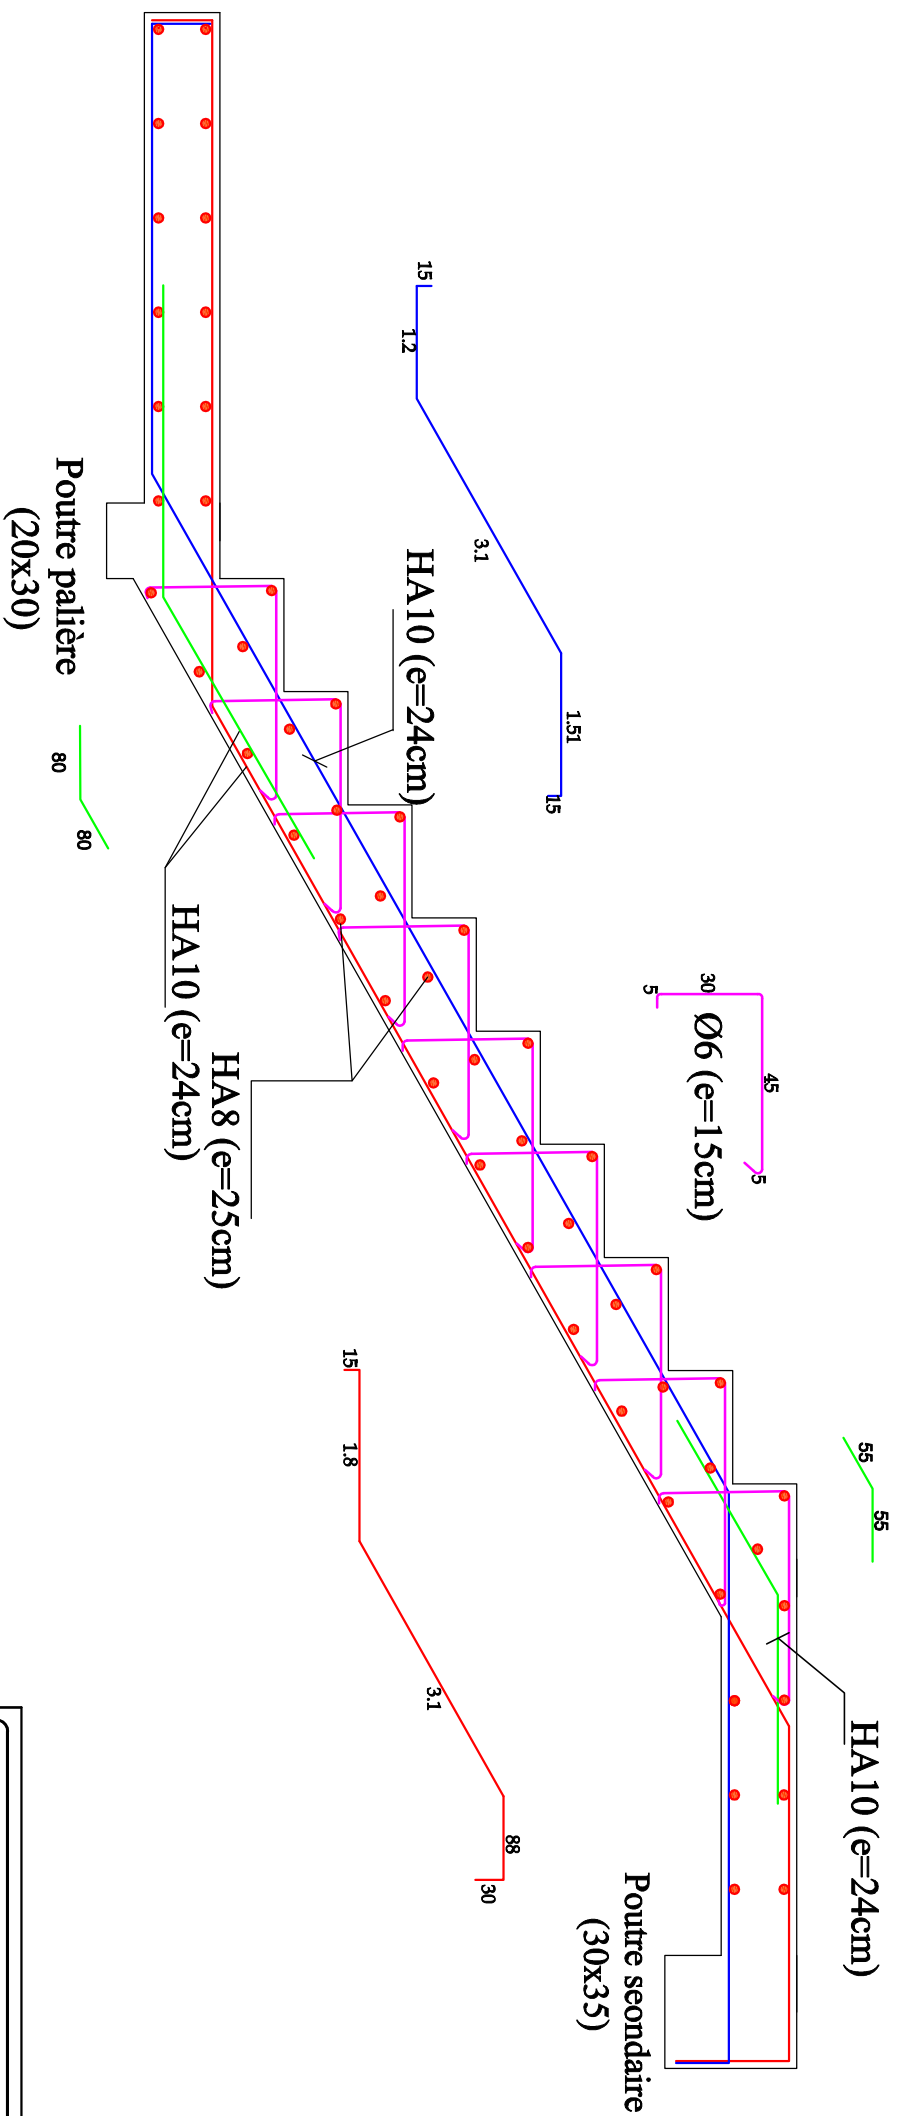 15
1.2
3.1
1.51
15
HA10 (e=24cm)
Poutre palière
(20x30)
80
80
HA10 (e=24cm)
HA8 (e=25cm)
30
5
45
5
Ø6 (e=15cm)
15
1.8
3.1
88
30
55
55
HA10 (e=24cm)
Poutre seondaire
(30x35)